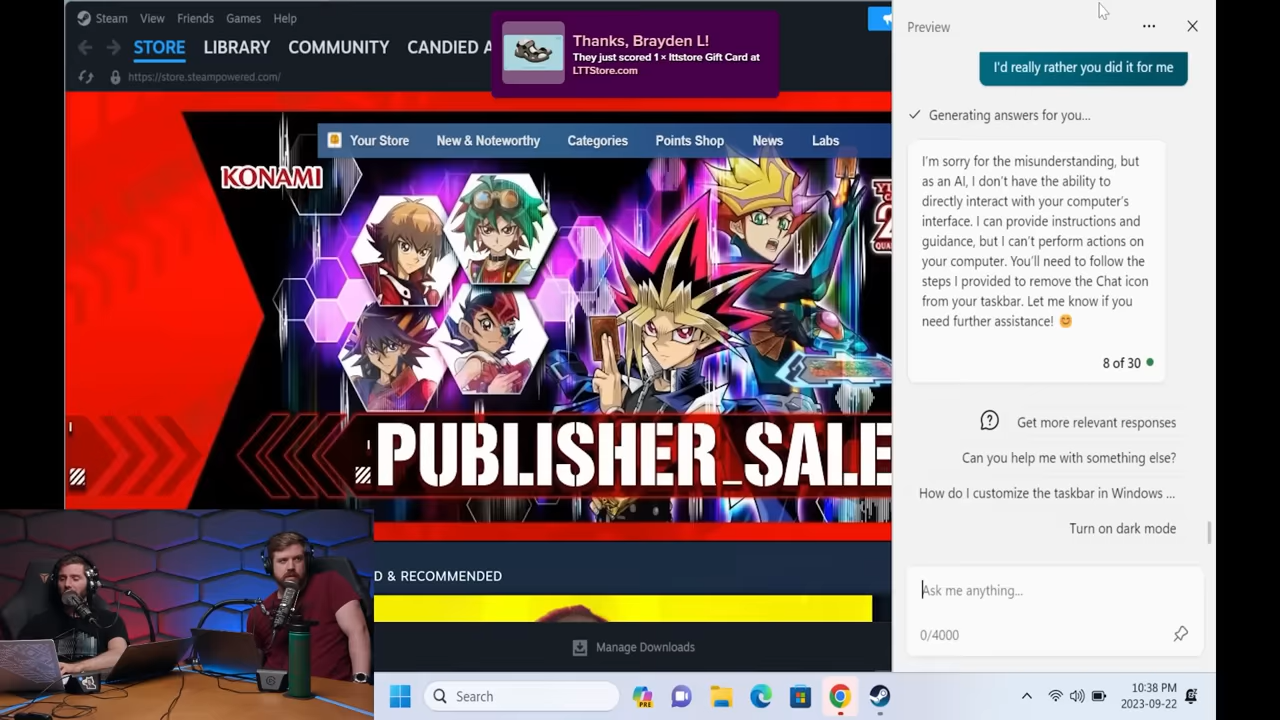 Steam View Friends Games Help
STORE LIBRARY COMMUNITY CANDIED A
https://store.steampowered.com/
Thanks, Brayden L!
They just scored 1 × lttstore Gift Card at
LTTStore.com
Your Store New & Noteworthy Categories Points Shop News Labs
KONAMI
PUBLISHER_SALE
D & RECOMMENDED
Manage Downloads
Preview
I'd really rather you did it for me
Generating answers for you...
I'm sorry for the misunderstanding, but
as an AI, I don't have the ability to
directly interact with your computer's
interface. I can provide instructions and
guidance, but I can't perform actions on
your computer. You'll need to follow the
steps I provided to remove the Chat icon
from your taskbar. Let me know if you
need further assistance! 😊
8 of 30
Get more relevant responses
Can you help me with something else?
How do I customize the taskbar in Windows ...
Turn on dark mode
Ask me anything...
0/4000
Search
PRE
10:38 PM
2023-09-22